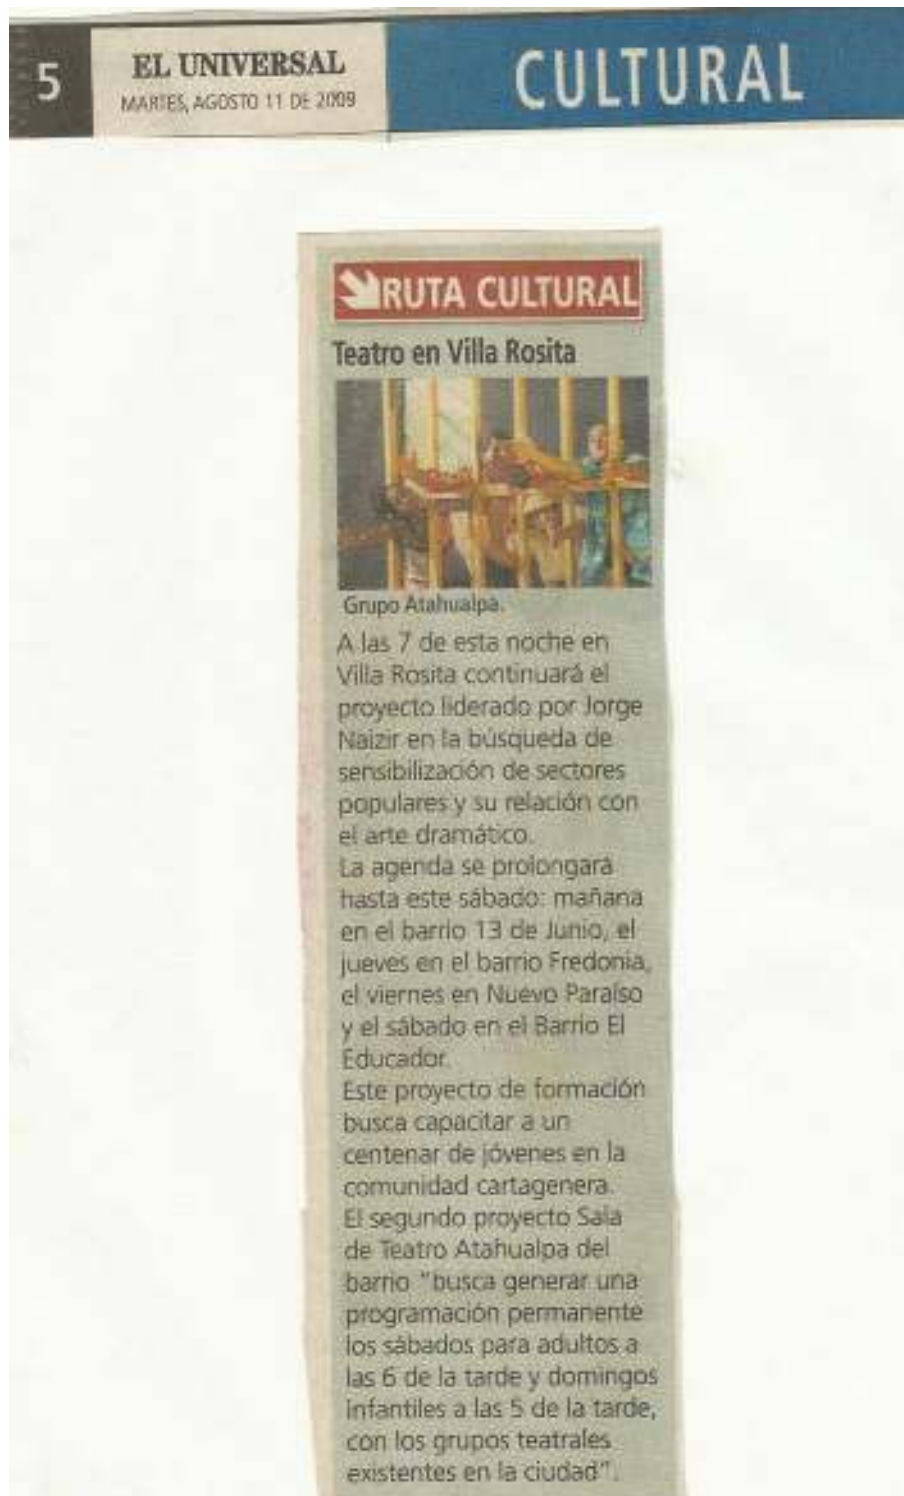 5
EL UNIVERSAL
MARTES, AGOSTO 11 DE 2009
CULTURAL
RUTA CULTURAL
Teatro en Villa Rosita
Grupo Atahualpa.
A las 7 de esta noche en
Villa Rosita continuará el
proyecto liderado por Jorge
Naizir en la búsqueda de
sensibilización de sectores
populares y su relación con
el arte dramático.
La agenda se prolongará
hasta este sábado: mañana
en el barrio 13 de Junio, el
jueves en el barrio Fredonia,
el viernes en Nuevo Paraíso
y el sábado en el Barrio El
Educador.
Este proyecto de formación
busca capacitar a un
centenar de jóvenes en la
comunidad cartagenera.
El segundo proyecto Sala
de Teatro Atahualpa del
barrio "busca generar una
programación permanente
los sábados para adultos a
las 6 de la tarde y domingos
infantiles a las 5 de la tarde,
con los grupos teatrales
existentes en la ciudad".